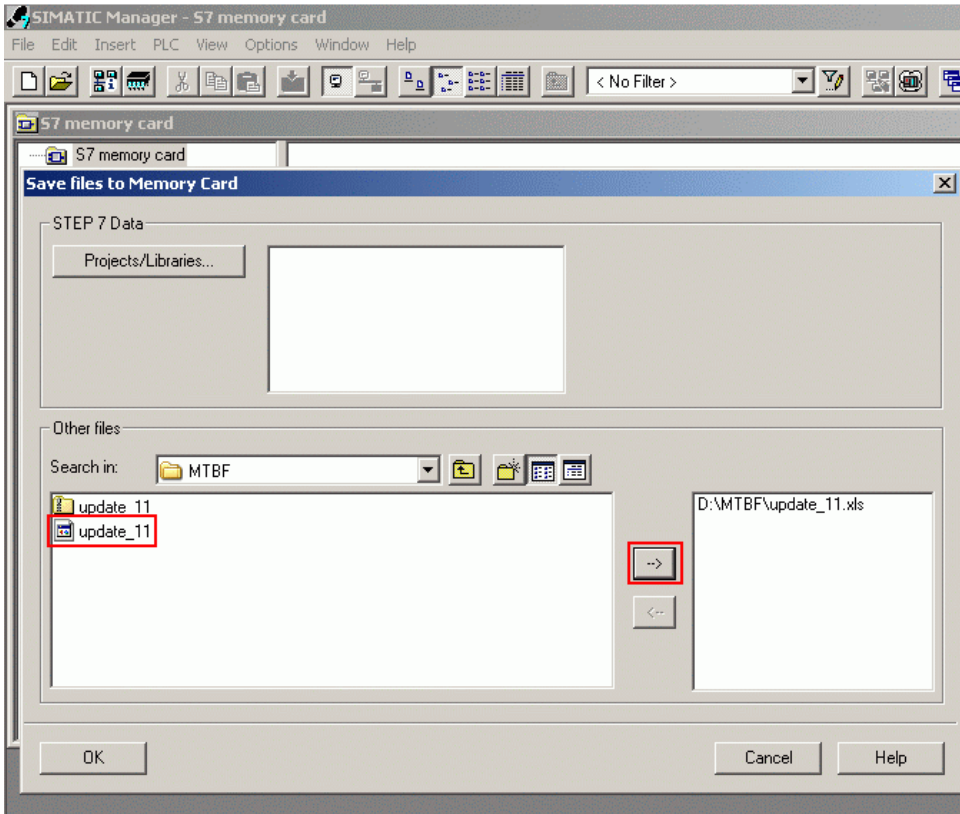 SIMATIC Manager - S7 memory card
File Edit Insert PLC View Options Window Help
< No Filter >
S7 memory card
S7 memory card
Save files to Memory Card
STEP 7 Data
Projects/Libraries...
Other files
Search in:
MTBF
update_11
update_11
D:\MTBF\update_11.xls
-->
<--
OK
Cancel
Help